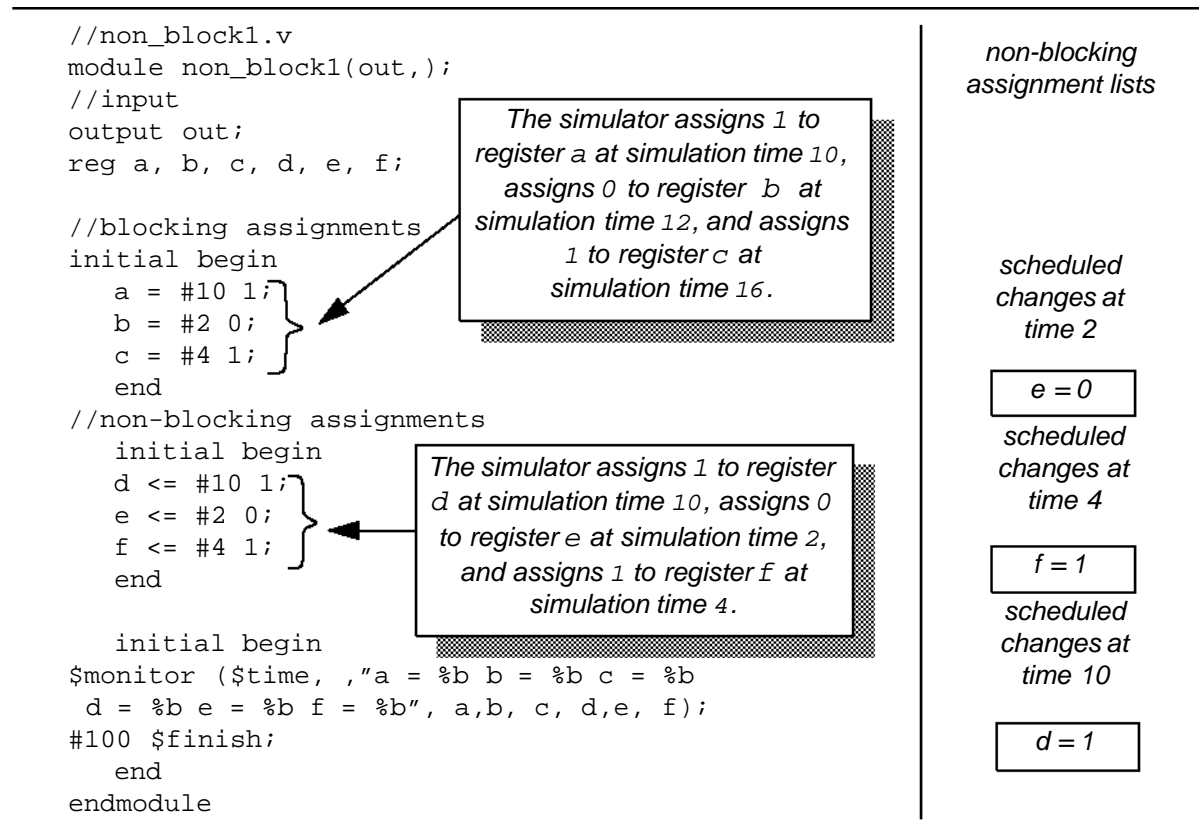 //non_block1.v
module non_block1(out,);
//input
output out;
reg a, b, c, d, e, f;
//blocking assignments
initial begin
a = #10 1;
b = #2 0;
c = #4 1;
end
//non-blocking assignments
initial begin
d <= #10 1;
e <= #2 0;
f <= #4 1;
end
initial begin
$monitor ($time, ,"a = %b b = %b c = %b
d = %b e = %b f = %b", a,b, c, d,e, f);
#100 $finish;
end
endmodule
The simulator assigns 1 to
register a at simulation time 10,
assigns 0 to register b at
simulation time 12, and assigns
1 to register c at
simulation time 16.
The simulator assigns 1 to register
d at simulation time 10, assigns 0
to register e at simulation time 2,
and assigns 1 to register f at
simulation time 4.
non-blocking
assignment lists
scheduled
changes at
time 2
e = 0
scheduled
changes at
time 4
f = 1
scheduled
changes at
time 10
d = 1